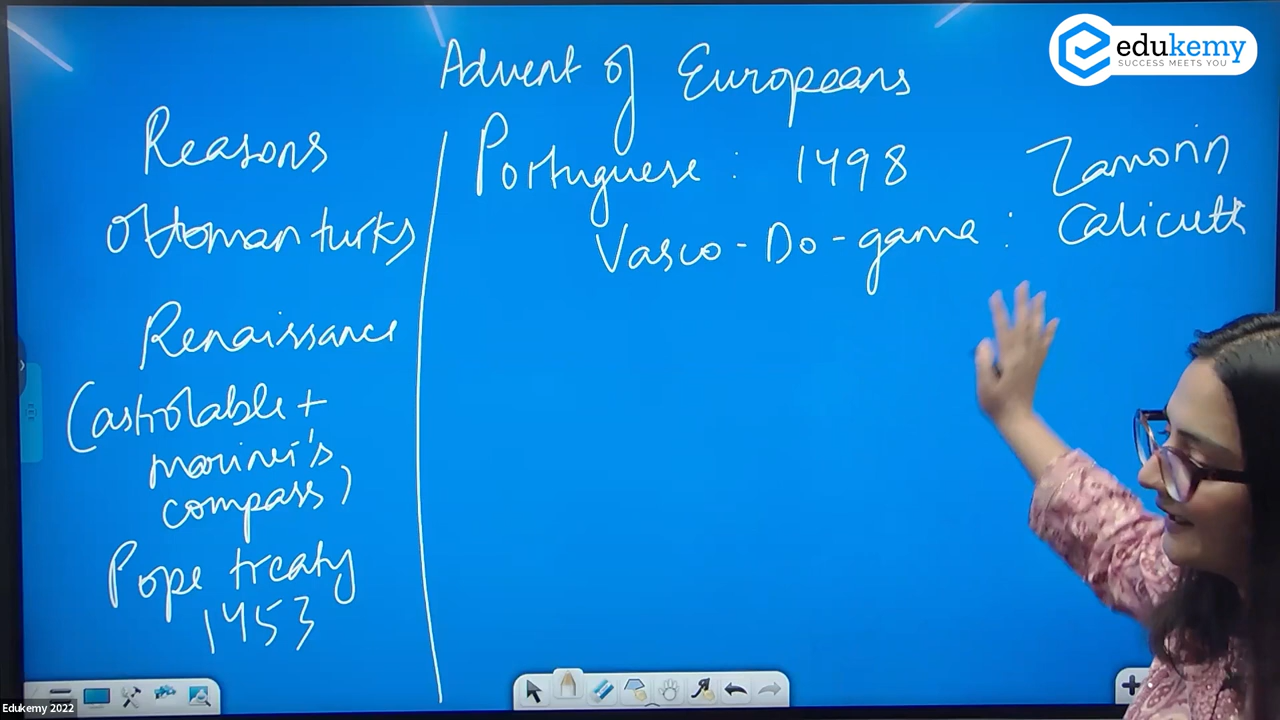 edukemy
SUCCESS MEETS YOU
Advent of Europeans
Reasons
Ottoman turks
Renaissance
(astrolable +
mariner's
compass)
Pope treaty
1453
Portuguese : 1498 Zamorin
Vasco-Do-gama : Calicutt
Edukemy 2022